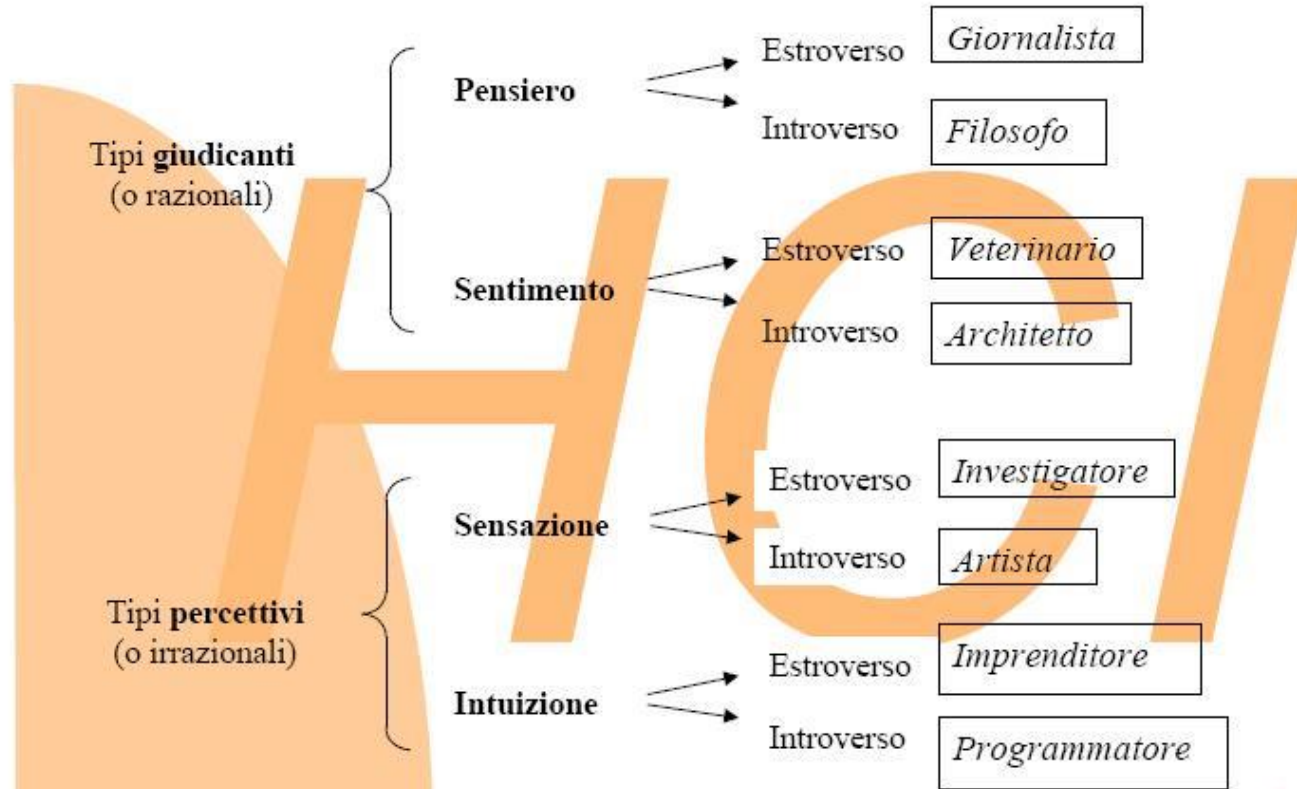 Estroverso Giornalista
Pensiero
Introverso Filosofo
Tipi giudicanti
(o razionali)
Estroverso Veterinario
Sentimento
Introverso Architetto
Estroverso Investigatore
Sensazione
Introverso Artista
Tipi percettivi
(o irrazionali)
Estroverso Imprenditore
Intuizione
Introverso Programmatore
HCI